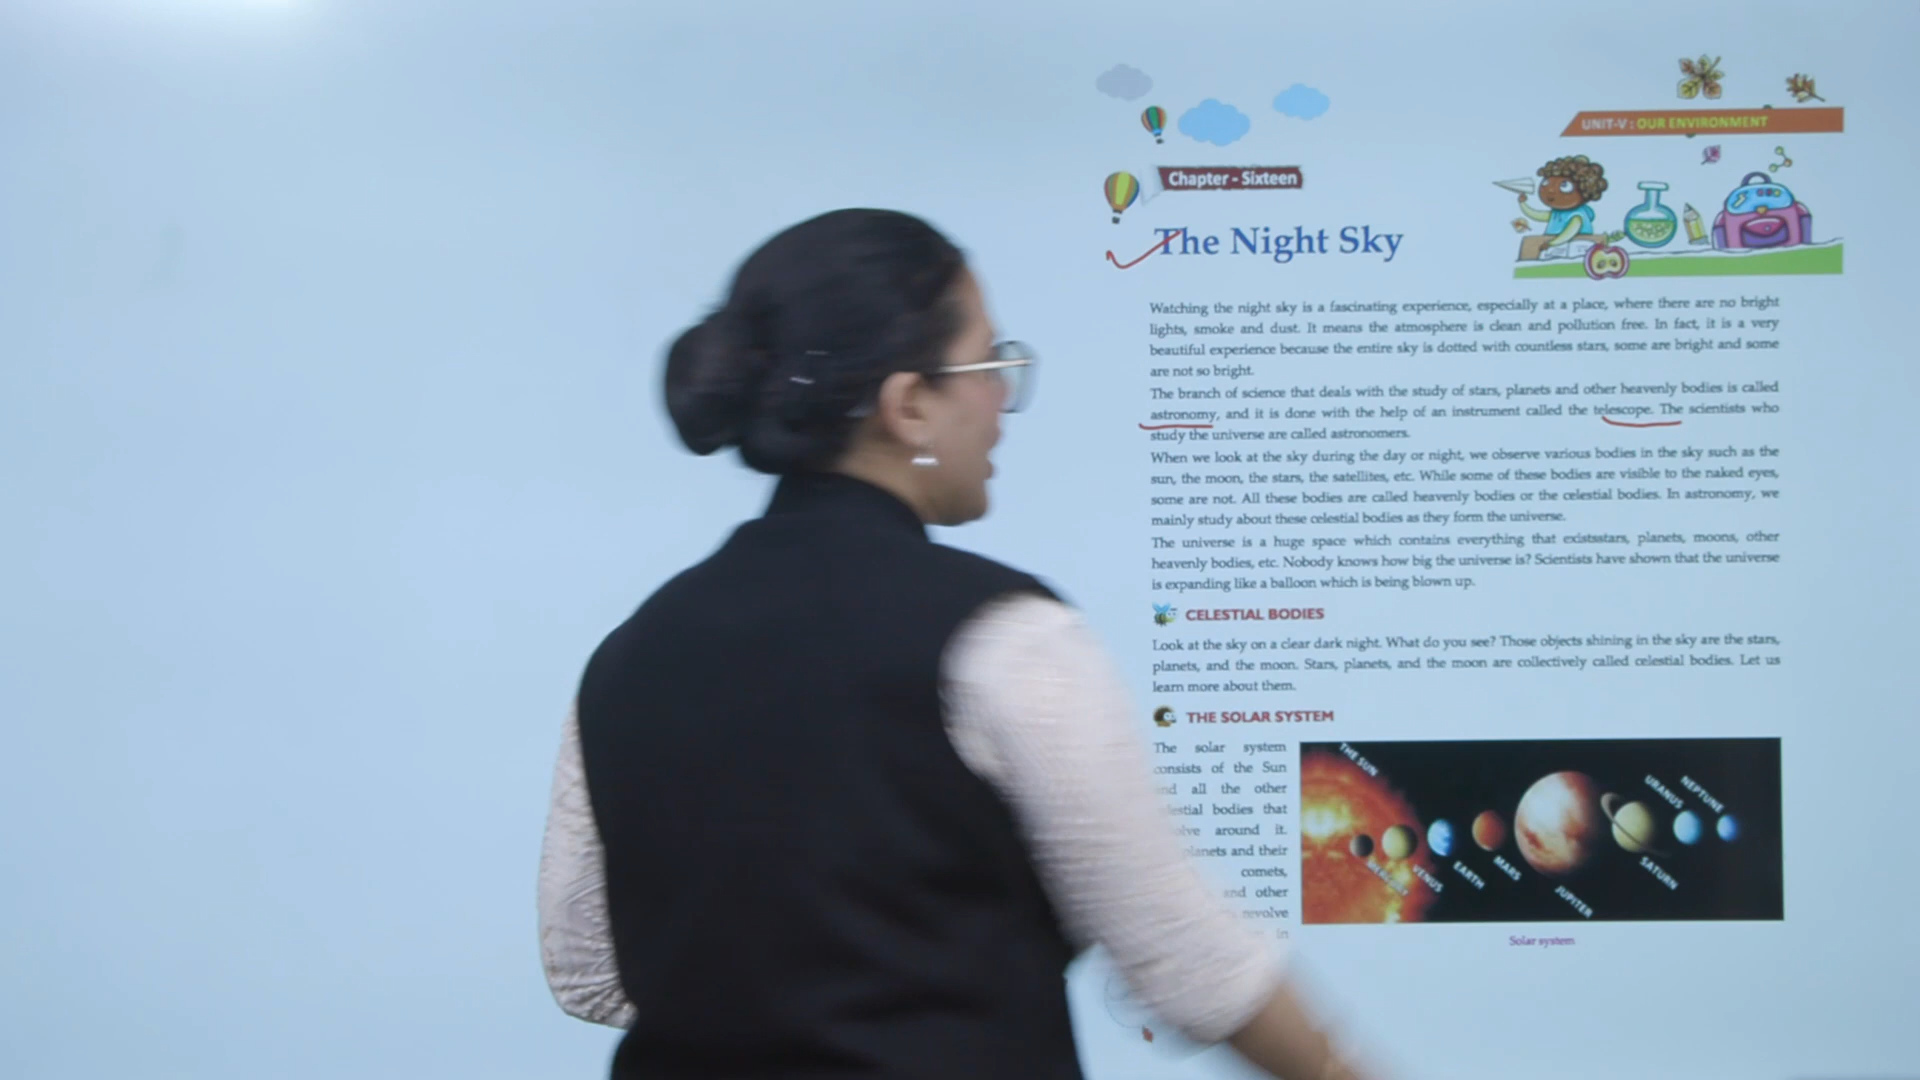 UNIT-V : OUR ENVIRONMENT
Chapter - Sixteen
The Night Sky
Watching the night sky is a fascinating experience, especially at a place, where there are no bright
lights, smoke and dust. It means the atmosphere is clean and pollution free. In fact, it is a very
beautiful experience because the entire sky is dotted with countless stars, some are bright and some
are not so bright.
The branch of science that deals with the study of stars, planets and other heavenly bodies is called
astronomy, and it is done with the help of an instrument called the telescope. The scientists who
study the universe are called astronomers.
When we look at the sky during the day or night, we observe various bodies in the sky such as the
sun, the moon, the stars, the satellites, etc. While some of these bodies are visible to the naked eyes,
some are not. All these bodies are called heavenly bodies or the celestial bodies. In astronomy, we
mainly study about these celestial bodies as they form the universe.
The universe is a huge space which contains everything that existsstars, planets, moons, other
heavenly bodies, etc. Nobody knows how big the universe is? Scientists have shown that the universe
is expanding like a balloon which is being blown up.
CELESTIAL BODIES
Look at the sky on a clear dark night. What do you see? Those objects shining in the sky are the stars,
planets, and the moon. Stars, planets, and the moon are collectively called celestial bodies. Let us
learn more about them.
THE SOLAR SYSTEM
The solar system
consists of the Sun
and all the other
bodies that
around it.
planets and their
comets,
and other
revolve
in
THE SUN
MERCURY
VENUS
EARTH
MARS
JUPITER
SATURN
URANUS
NEPTUNE
Solar system